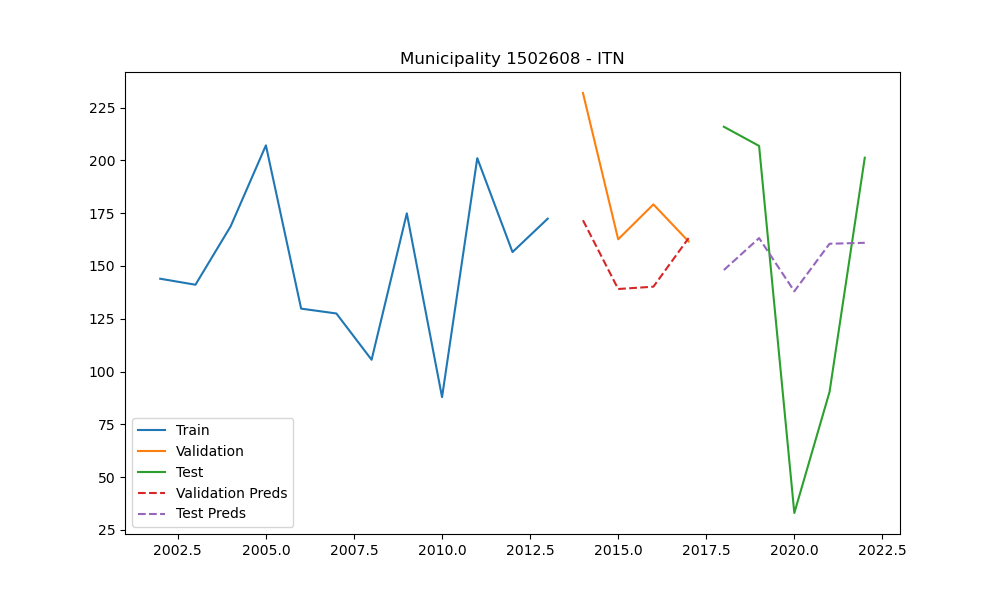 Municipality 1502608 - ITN
225
200
175
150
125
100
75
50
25
Train
Validation
Test
Validation Preds
Test Preds
2002.5 2005.0 2007.5 2010.0 2012.5 2015.0 2017.5 2020.0 2022.5